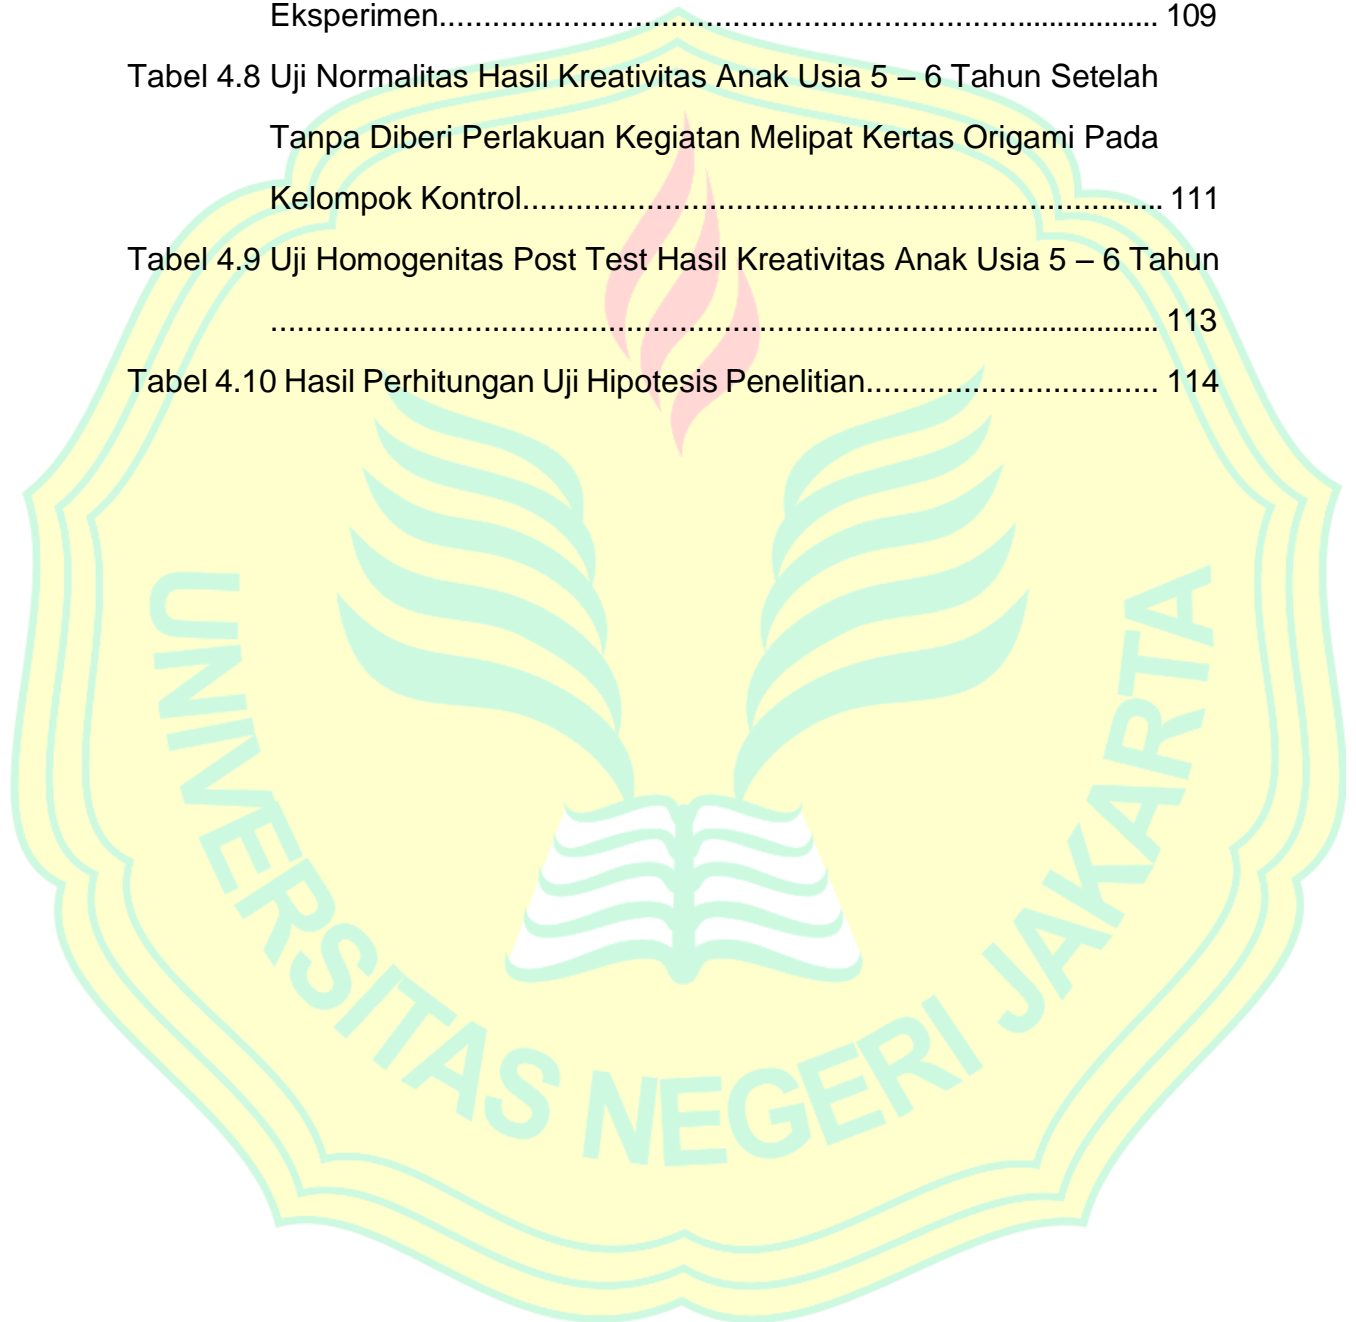 Eksperimen.................................................................................... 109
Tabel 4.8 Uji Normalitas Hasil Kreativitas Anak Usia 5 – 6 Tahun Setelah
Tanpa Diberi Perlakuan Kegiatan Melipat Kertas Origami Pada
Kelompok Kontrol.......................................................................... 111
Tabel 4.9 Uji Homogenitas Post Test Hasil Kreativitas Anak Usia 5 – 6 Tahun
....................................................................................................... 113
Tabel 4.10 Hasil Perhitungan Uji Hipotesis Penelitian.................................. 114
UNIVERSITAS NEGERI JAKARTA